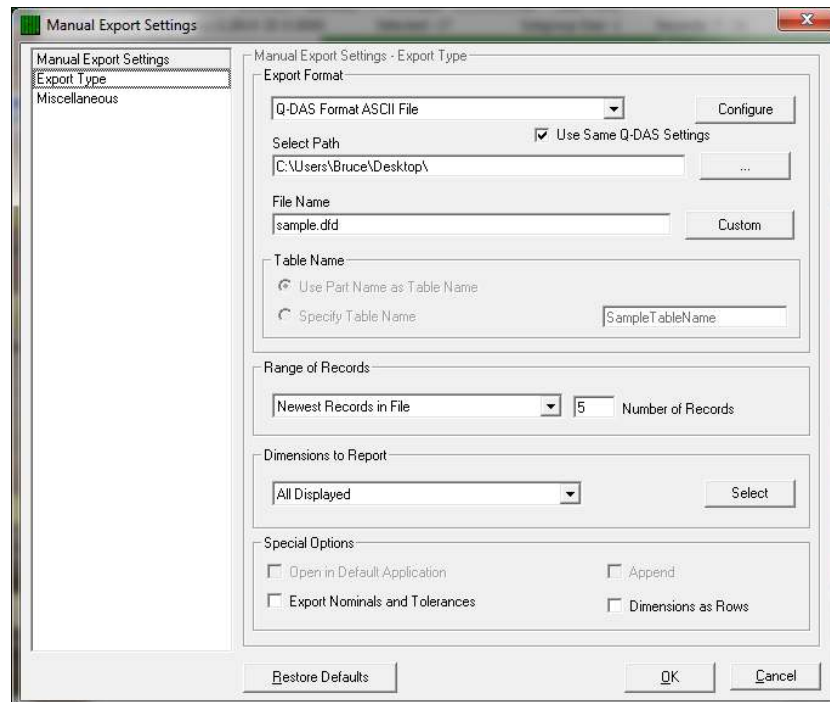 Manual Export Settings
Manual Export Settings
Export Type
Miscellaneous
Manual Export Settings - Export Type
Export Format
Q-DAS Format ASCII File
Configure
Use Same Q-DAS Settings
Select Path
C:\Users\Bruce\Desktop\
...
File Name
sample.dfd
Custom
Table Name
Use Part Name as Table Name
Specify Table Name
SampleTableName
Range of Records
Newest Records in File
5
Number of Records
Dimensions to Report
All Displayed
Select
Special Options
Open in Default Application
Append
Export Nominals and Tolerances
Dimensions as Rows
Restore Defaults
OK
Cancel